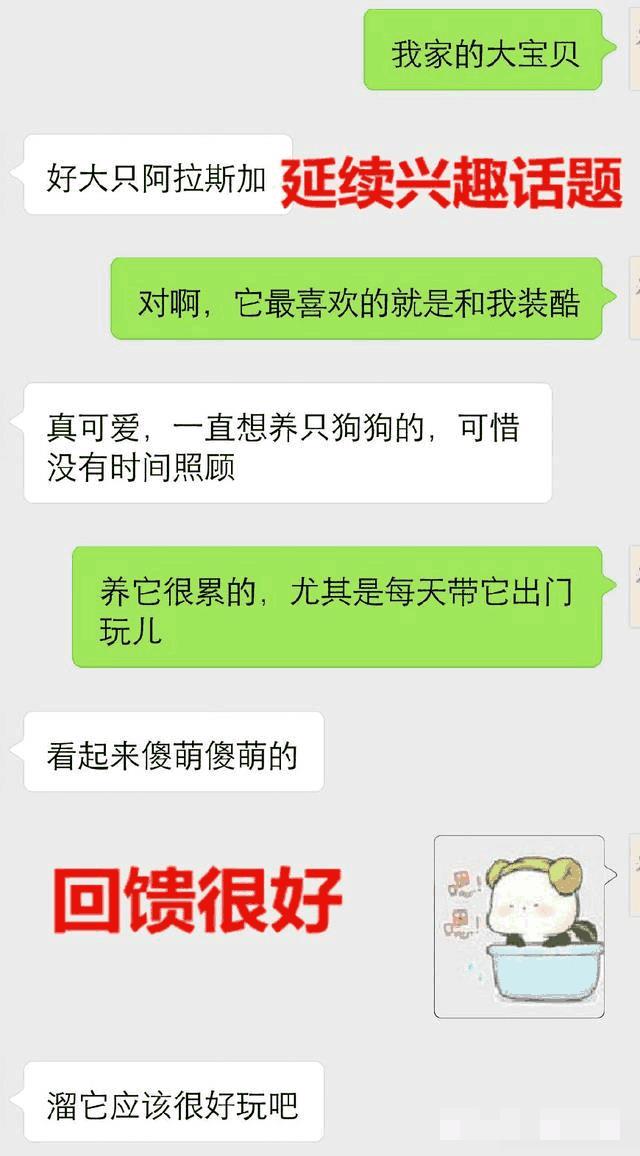 我家的大宝贝
好大只阿拉斯加
延续兴趣话题
对啊，它最喜欢的就是和我装酷
真可爱，一直想养只狗狗的，可惜
没有时间照顾
养它很累的，尤其是每天带它出门
玩儿
看起来傻萌傻萌的
回馈很好
溜它应该很好玩吧